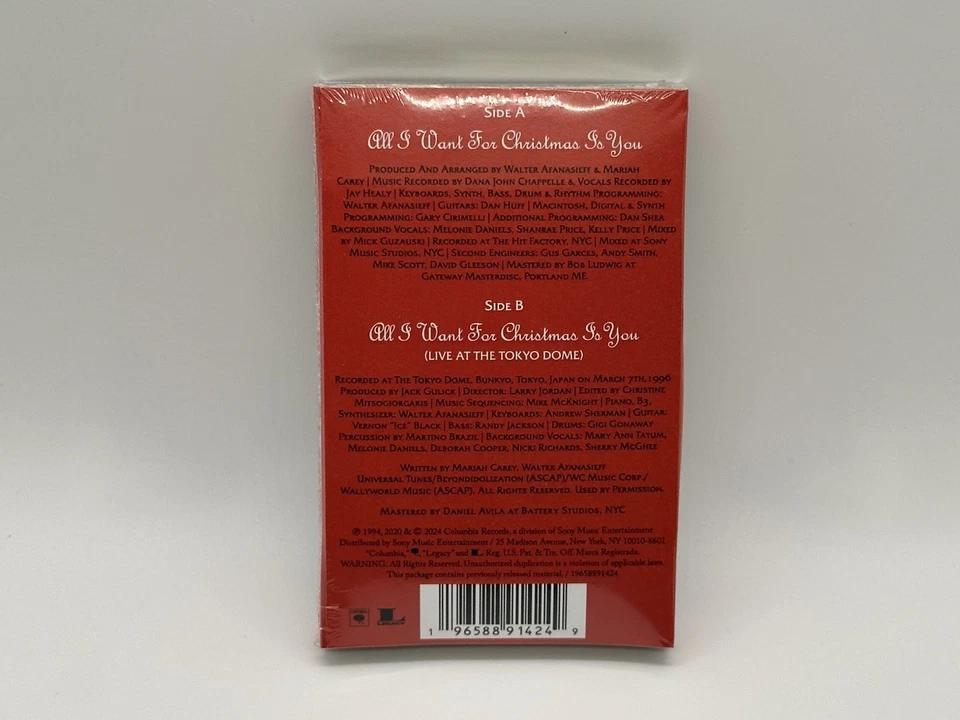 SIDE A
All I Want For Christmas Is You
PRODUCED AND ARRANGED BY WALTER AFANASIEFF & MARIAH
CAREY | MUSIC RECORDED BY DANA JOHN CHAPPELLE & VOCALS RECORDED BY
JAY HEALY | KEYBOARDS, SYNTH, BASS, DRUM & RHYTHM PROGRAMMING:
WALTER AFANASIEFF | GUITARS: DAN HUFF | MACINTOSH, DIGITAL & SYNTH
PROGRAMMING: GARY CIRIMELLI | ADDITIONAL PROGRAMMING: DAN SHEA
BACKGROUND VOCALS: MELONIE DANIELS, SHANRAE PRICE, KELLY PRICE | MIXED
BY MICK GUZAUSKI | RECORDED AT THE HIT FACTORY, NYC | MIXED AT SONY
MUSIC STUDIOS, NYC | SECOND ENGINEERS: GUS GARCES, ANDY SMITH,
MIKE SCOTT, DAVID GLEESON | MASTERED BY BOB LUDWIG AT
GATEWAY MASTERDISC, PORTLAND ME.
SIDE B
All I Want For Christmas Is You
(LIVE AT THE TOKYO DOME)
RECORDED AT THE TOKYO DOME, BUNKYO, TOKYO, JAPAN ON MARCH 7TH, 1996
PRODUCED BY JACK GULICK | DIRECTOR: LARRY JORDAN | EDITED BY CHRISTINE
MITSOGIORGAKIS | MUSIC SEQUENCING: MIKE MCKNIGHT | PIANO, B3,
SYNTHESIZER: WALTER AFANASIEFF | KEYBOARDS: ANDREW SHERMAN | GUITAR:
VERNON "ICE" BLACK | BASS: RANDY JACKSON | DRUMS: GIGI GONAWAY
PERCUSSION BY MARTINO BRAZIL | BACKGROUND VOCALS: MARY ANN TATUM,
MELONIE DANIELS, DEBORAH COOPER, NICKI RICHARDS, SHERRY MCGHEE
WRITTEN BY MARIAH CAREY, WALTER AFANASIEFF
UNIVERSAL TUNES/BEYONDIDOLIZATION (ASCAP)/WC MUSIC CORP./
WALLYWORLD MUSIC (ASCAP). ALL RIGHTS RESERVED. USED BY PERMISSION.
MASTERED BY DANIEL AVILA AT BATTERY STUDIOS, NYC
℗ 1994, 2020 & © 2024 Columbia Records, a division of Sony Music Entertainment
Distributed by Sony Music Entertainment / 25 Madison Avenue, New York, NY 10010-8601
"Columbia," "Legacy" and L Reg. U.S. Pat. & Tm. Off. Marca Registrada.
WARNING: All Rights Reserved. Unauthorized duplication is a violation of applicable laws.
This package contains previously released material. / 19658891424
1 96588 91424 9